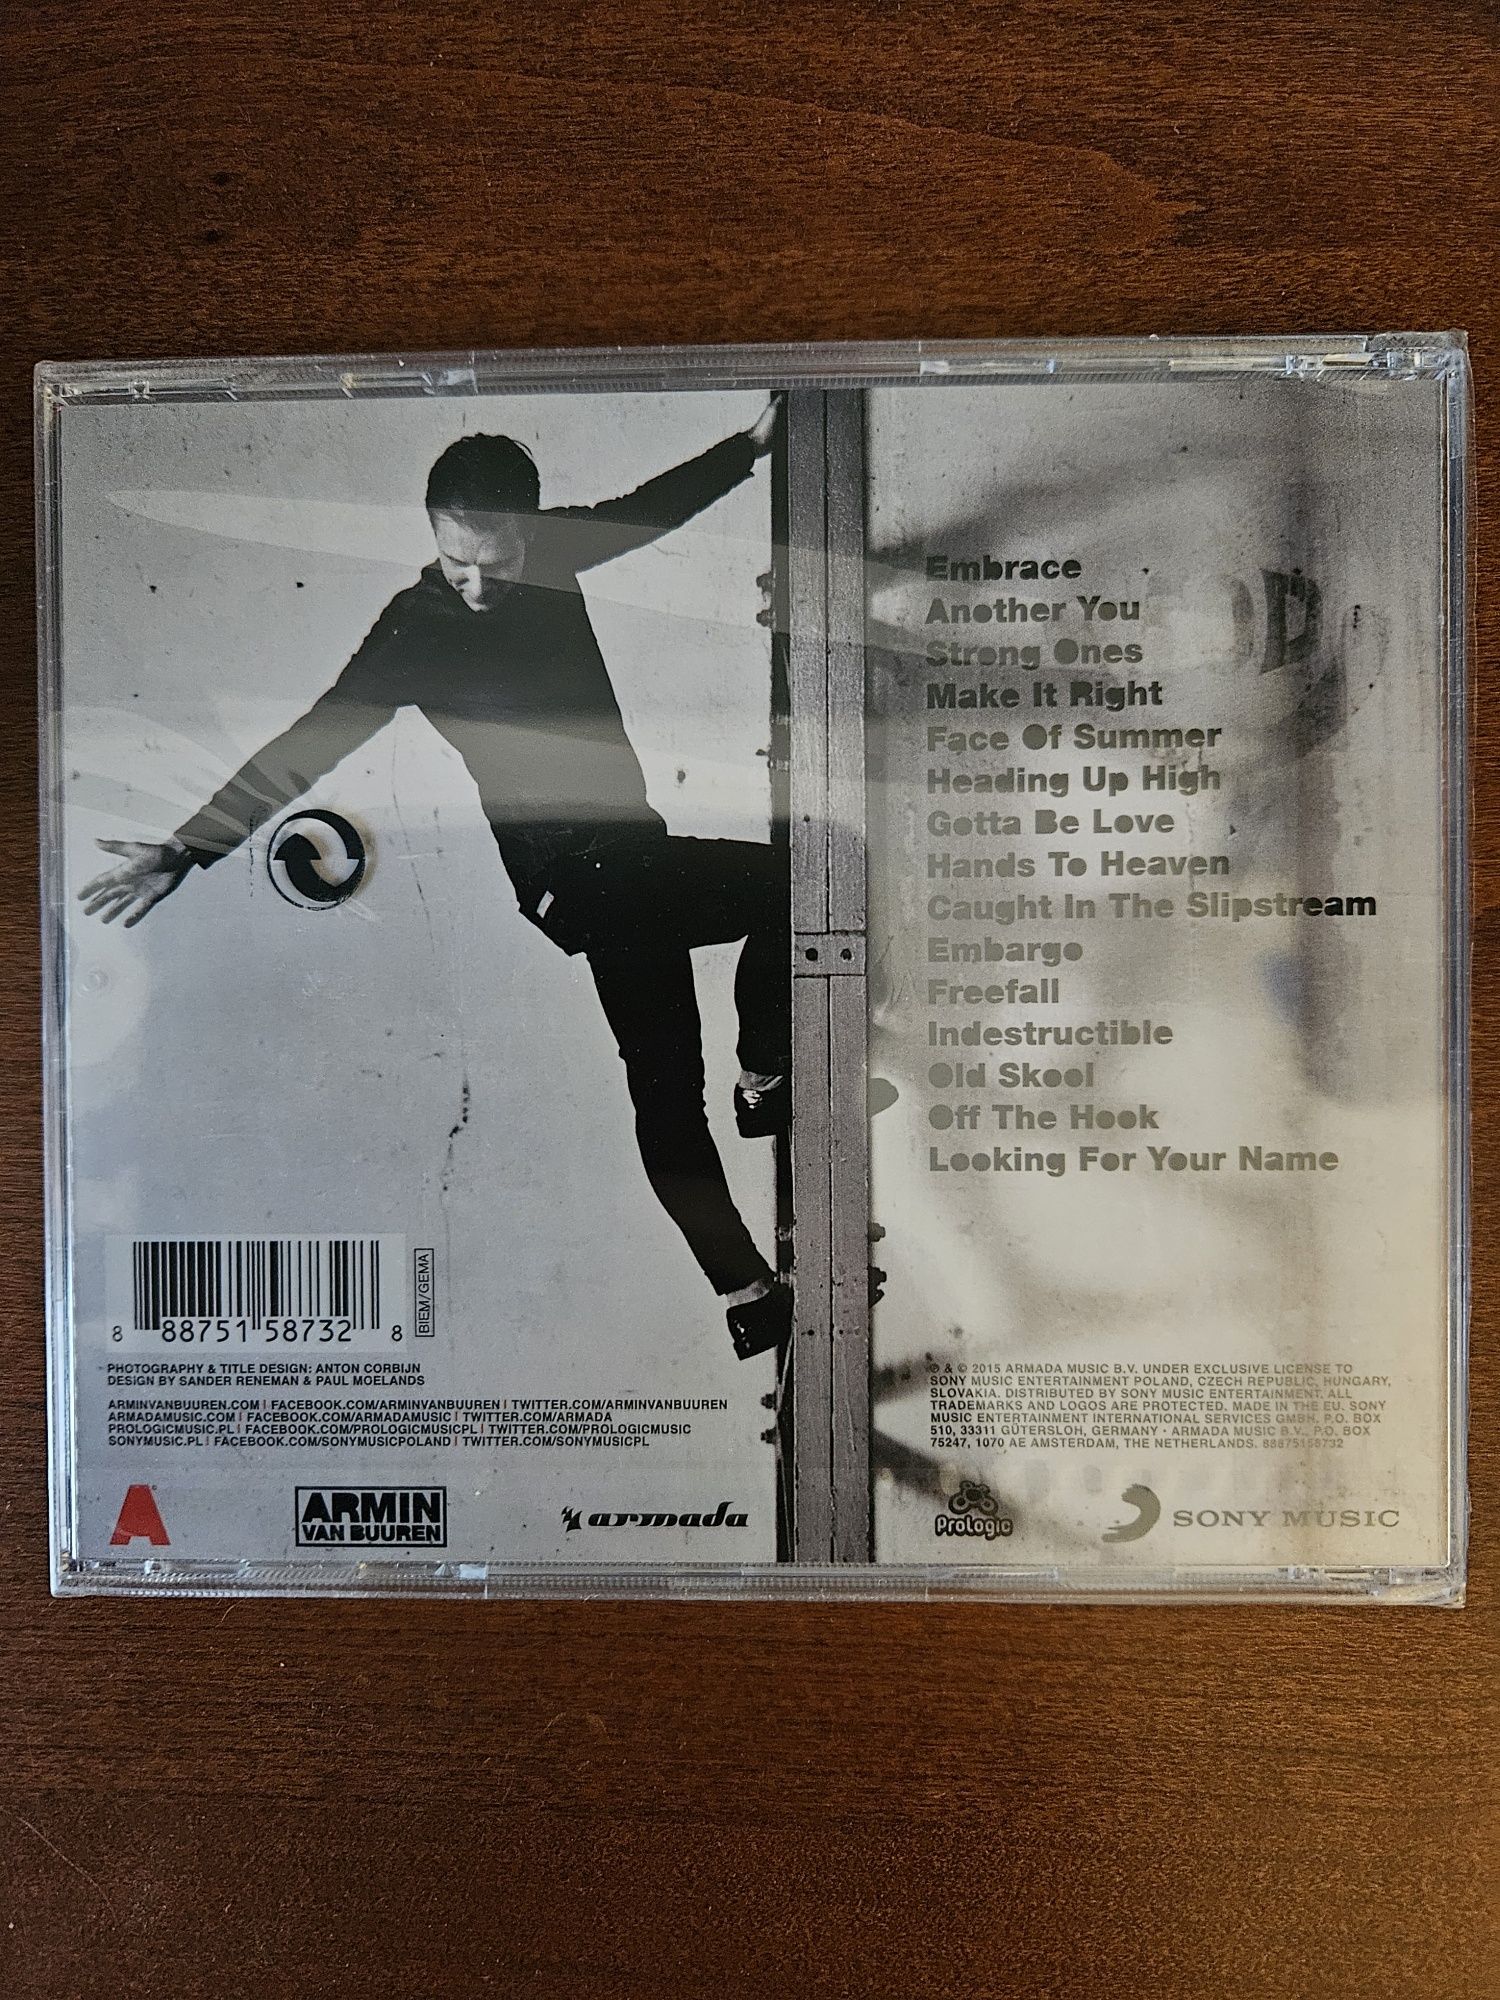 Embrace
Another You
Strong Ones
Make It Right
Face Of Summer
Heading Up High
Gotta Be Love
Hands To Heaven
Caught In The Slipstream
Embargo
Freefall
Indestructible
Old Skool
Off The Hook
Looking For Your Name
8 88751 58732 8
BIEM/GEMA
PHOTOGRAPHY & TITLE DESIGN: ANTON CORBIJN
DESIGN BY SANDER RENEMAN & PAUL MOELANDS
ARMINVANBUUREN.COM | FACEBOOK.COM/ARMINVANBUUREN | TWITTER.COM/ARMINVANBUUREN
ARMADAMUSIC.COM | FACEBOOK.COM/ARMADAMUSIC | TWITTER.COM/ARMADA
PROLOGICMUSIC.PL | FACEBOOK.COM/PROLOGICMUSICPL | TWITTER.COM/PROLOGICMUSIC
SONYMUSIC.PL | FACEBOOK.COM/SONYMUSICPOLAND | TWITTER.COM/SONYMUSICPL
℗ & © 2015 ARMADA MUSIC B.V. UNDER EXCLUSIVE LICENSE TO
SONY MUSIC ENTERTAINMENT POLAND, CZECH REPUBLIC, HUNGARY,
SLOVAKIA. DISTRIBUTED BY SONY MUSIC ENTERTAINMENT. ALL
TRADEMARKS AND LOGOS ARE PROTECTED. MADE IN THE EU. SONY
MUSIC ENTERTAINMENT INTERNATIONAL SERVICES GMBH, P.O. BOX
510, 33311 GÜTERSLOH, GERMANY • ARMADA MUSIC B.V., P.O. BOX
75247, 1070 AE AMSTERDAM, THE NETHERLANDS. 88875158732
A
ARMIN
VAN BUUREN
armada
ProLogic
SONY MUSIC